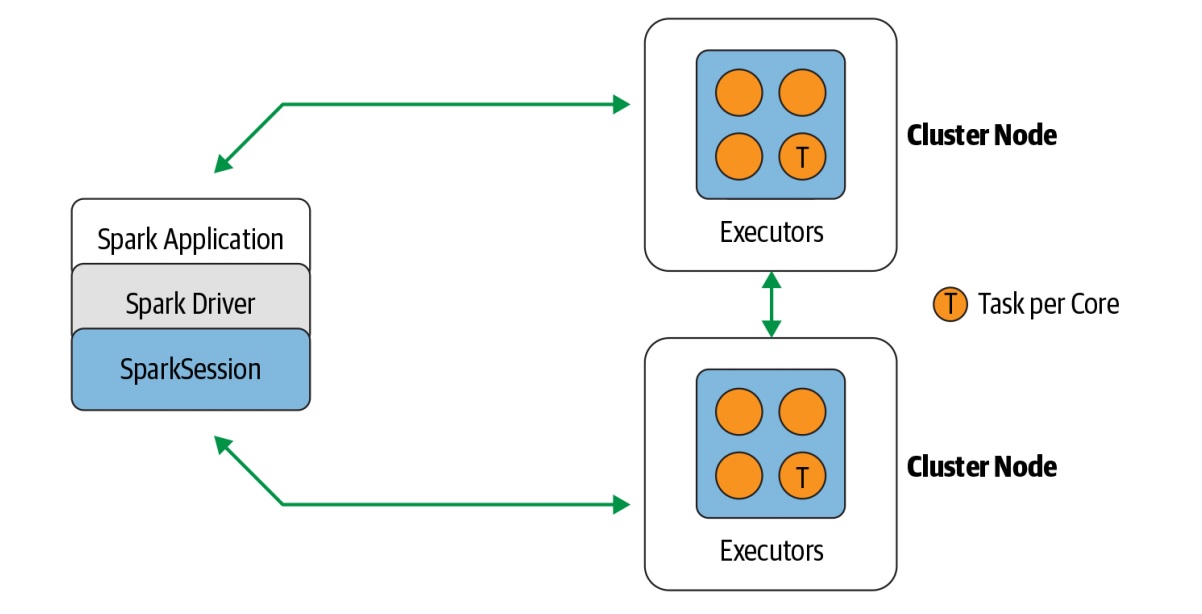 Spark Application
Spark Driver
SparkSession
T
Executors
Cluster Node
T Task per Core
T
Executors
Cluster Node